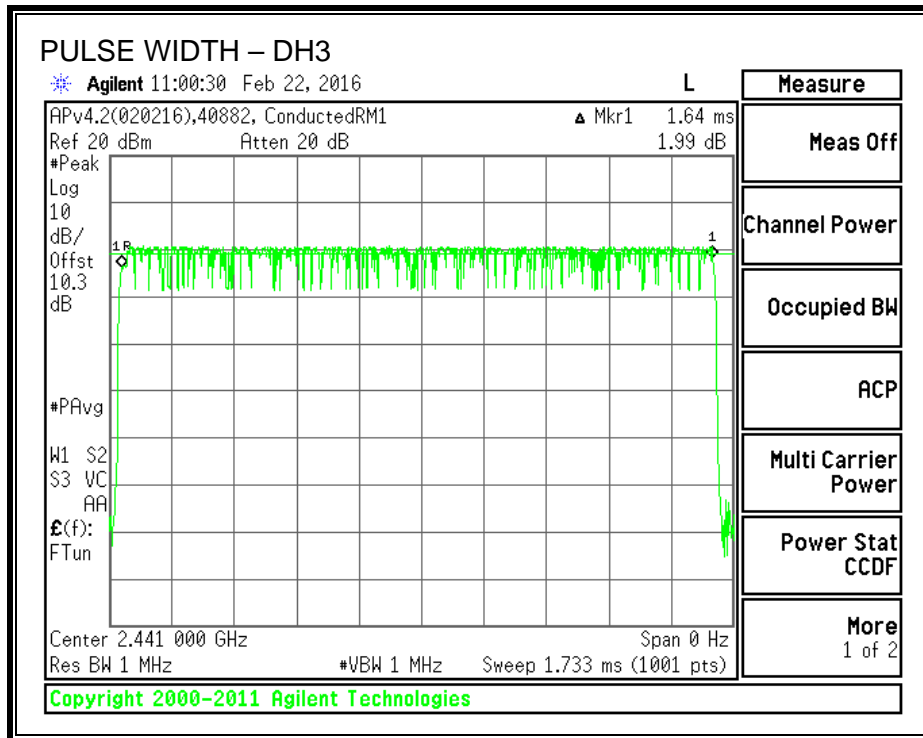 PULSE WIDTH – DH3
Agilent 11:00:30 Feb 22, 2016 L
Measure
APv4.2(020216),40882, ConductedRM1 ▲ Mkr1 1.64 ms
Ref 20 dBm Atten 20 dB 1.99 dB
#Peak
Log
10
dB/
Offst
10.3
dB
1R
1
#PAvg
W1 S2
S3 VC
AA
£(f):
FTun
Center 2.441 000 GHz Span 0 Hz
Res BW 1 MHz #VBW 1 MHz Sweep 1.733 ms (1001 pts)
Copyright 2000-2011 Agilent Technologies
Meas Off
Channel Power
Occupied BW
ACP
Multi Carrier
Power
Power Stat
CCDF
More
1 of 2